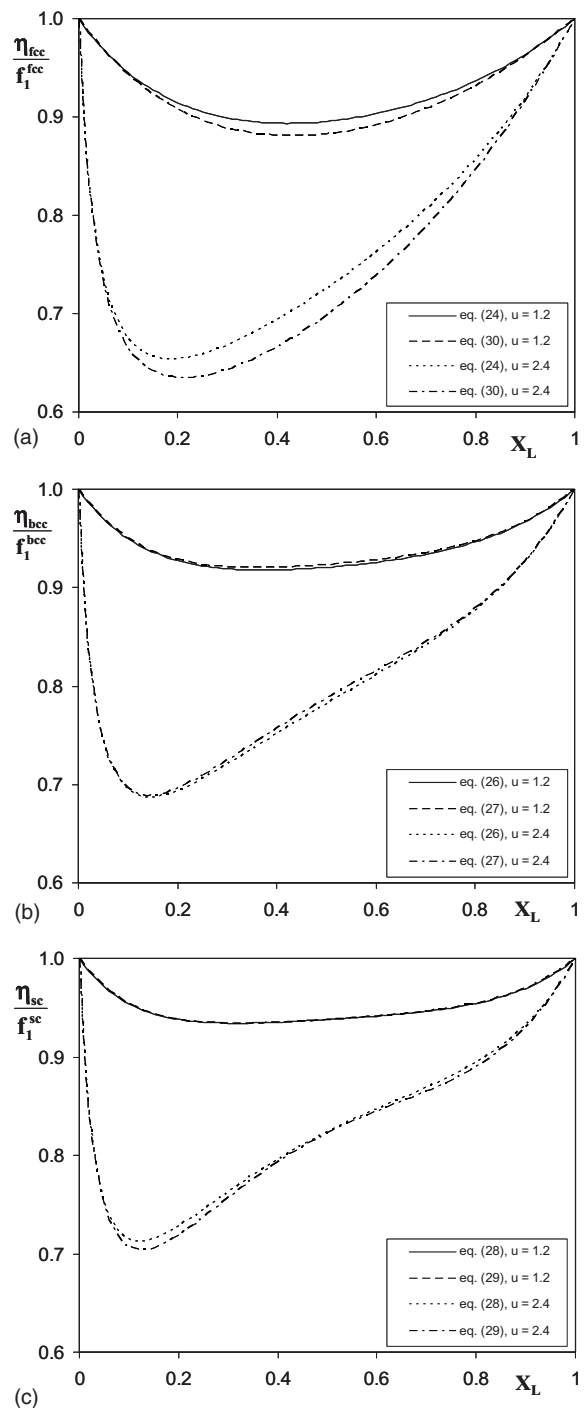 1.0
η_fcc
f_1^fcc
0.9
0.8
0.7
eq. (24), u = 1.2
eq. (30), u = 1.2
eq. (24), u = 2.4
eq. (30), u = 2.4
0.6
0 0.2 0.4 0.6 0.8 1
(a)
X_L
1.0
η_bcc
f_1^bcc
0.9
0.8
0.7
eq. (26), u = 1.2
eq. (27), u = 1.2
eq. (26), u = 2.4
eq. (27), u = 2.4
0.6
0 0.2 0.4 0.6 0.8 1
(b)
X_L
1.0
η_sc
f_1^sc
0.9
0.8
0.7
eq. (28), u = 1.2
eq. (29), u = 1.2
eq. (28), u = 2.4
eq. (29), u = 2.4
0.6
0 0.2 0.4 0.6 0.8 1
(c)
X_L